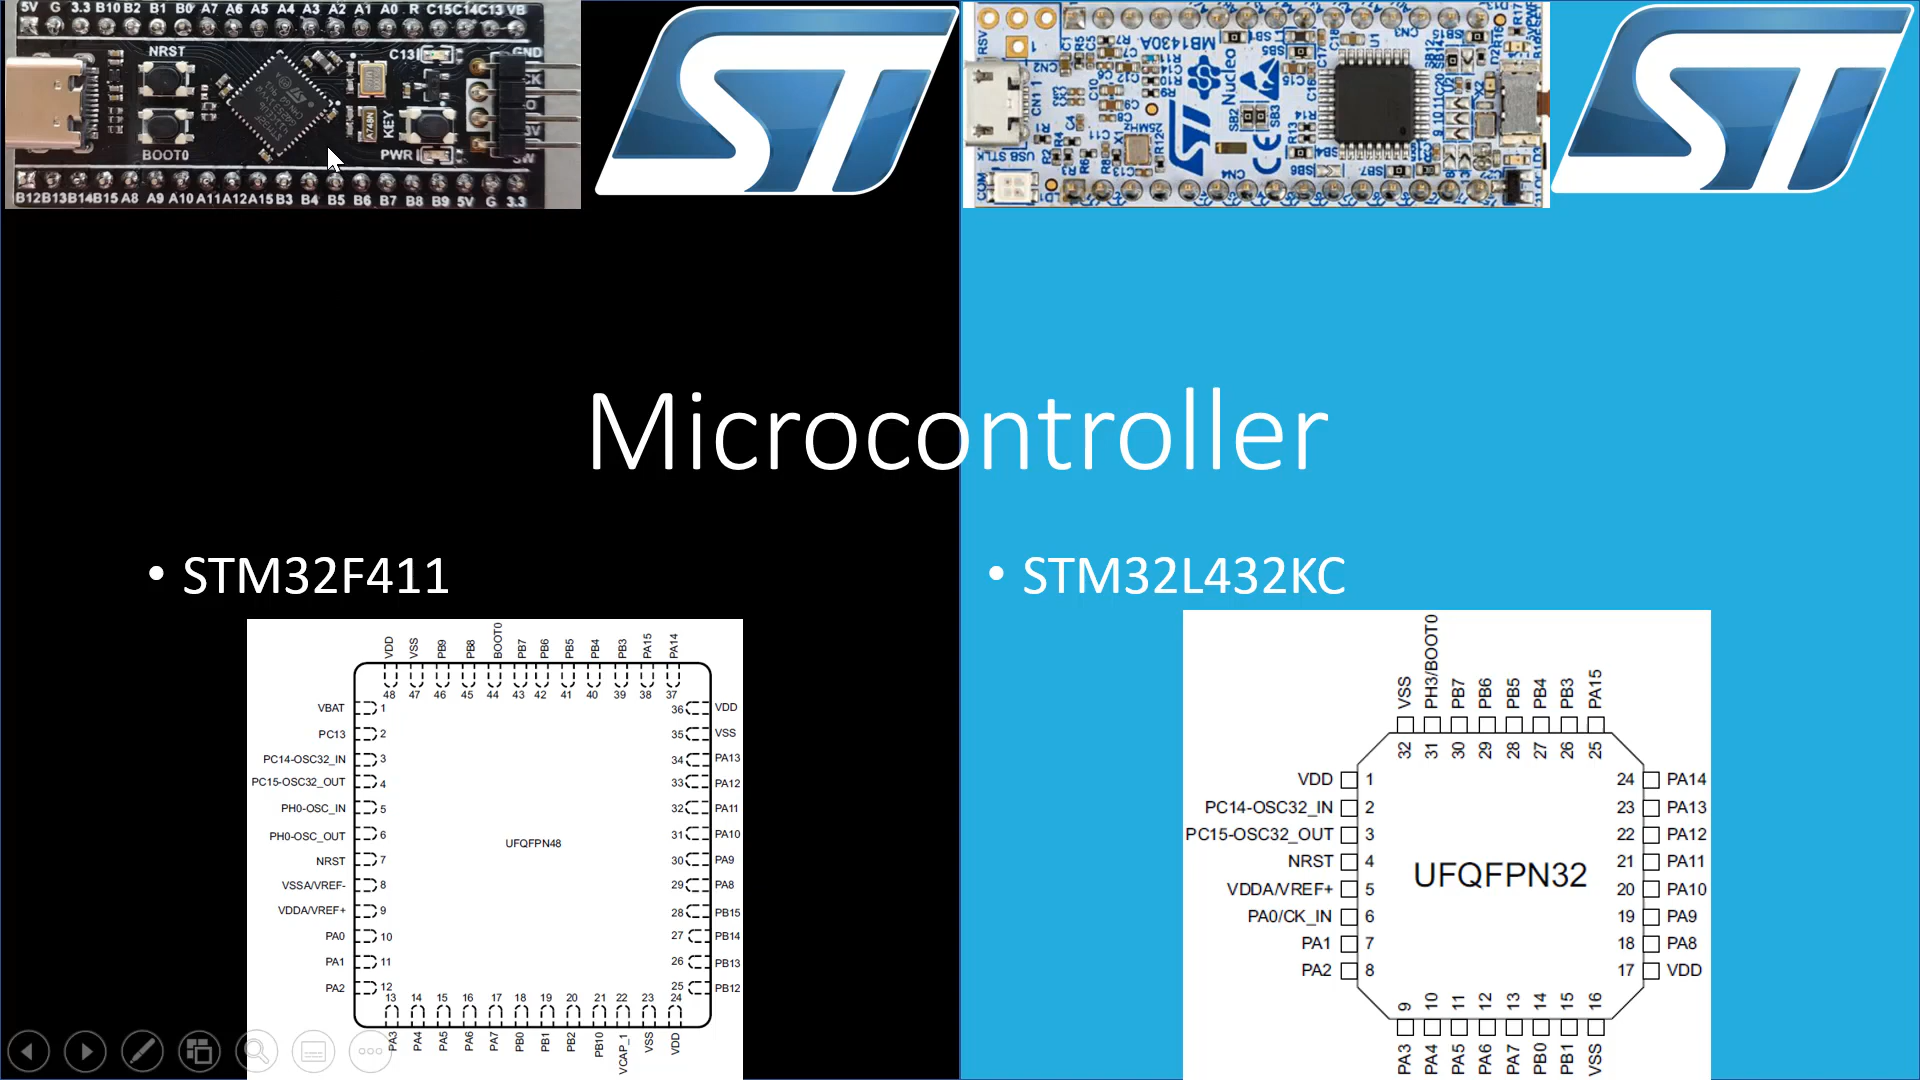 5V G 3.3 B10 B2 B1 B0 A7 A6 A5 A4 A3 A2 A1 A0 R C15 C14 C13 VB
NRST
C13
GND
KEY
BOOT0
PWR
B12 B13 B14 B15 A8 A9 A10 A11 A12 A15 B3 B4 B5 B6 B7 B8 B9 5V G 3.3
ST
MB1430A
Nucleo
ST
Microcontroller
• STM32F411
• STM32L432KC
VDD VSS PB9 PB8 BOOT0 PB7 PB6 PB5 PB4 PB3 PA15 PA14
48 47 46 45 44 43 42 41 40 39 38 37
VBAT 1
PC13 2
PC14-OSC32_IN 3
PC15-OSC32_OUT 4
PH0-OSC_IN 5
PH0-OSC_OUT 6
NRST 7
VSSA/VREF- 8
VDDA/VREF+ 9
PA0 10
PA1 11
PA2 12
UFQFPN48
36 VDD
35 VSS
34 PA13
33 PA12
32 PA11
31 PA10
30 PA9
29 PA8
28 PB15
27 PB14
26 PB13
25 PB12
13 14 15 16 17 18 19 20 21 22 23 24
PA3 PA4 PA5 PA6 PA7 PB0 PB1 PB2 PB10 VCAP_1 VSS VDD
VSS PH3/BOOT0 PB7 PB6 PB5 PB4 PB3 PA15
32 31 30 29 28 27 26 25
VDD 1
PC14-OSC32_IN 2
PC15-OSC32_OUT 3
NRST 4
VDDA/VREF+ 5
PA0/CK_IN 6
PA1 7
PA2 8
UFQFPN32
24 PA14
23 PA13
22 PA12
21 PA11
20 PA10
19 PA9
18 PA8
17 VDD
9 10 11 12 13 14 15 16
PA3 PA4 PA5 PA6 PA7 PB0 PB1 VSS